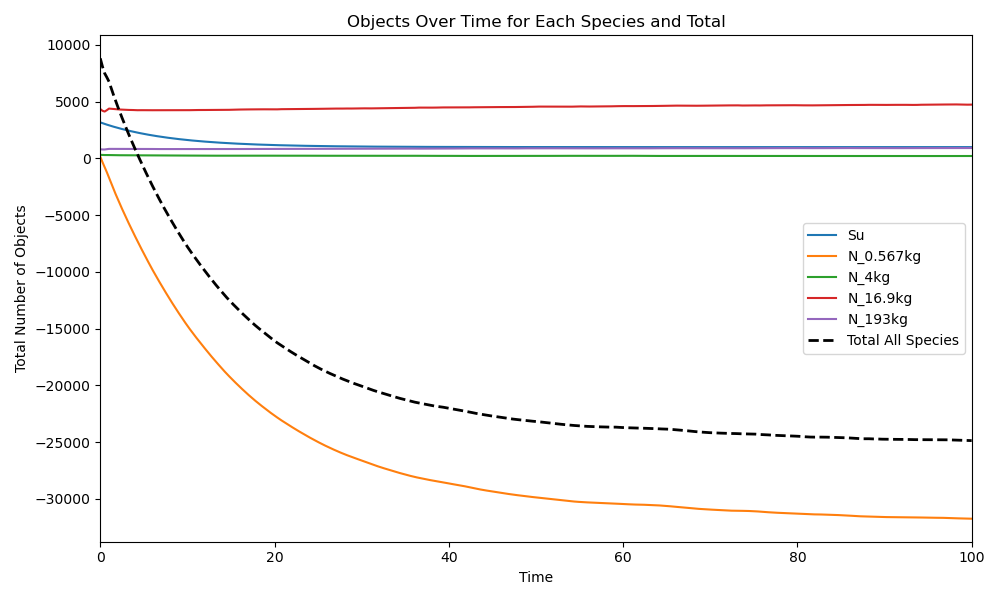 Objects Over Time for Each Species and Total
10000
5000
0
−5000
−10000
−15000
−20000
−25000
−30000
Total Number of Objects
Su
N_0.567kg
N_4kg
N_16.9kg
N_193kg
Total All Species
0 20 40 60 80 100
Time